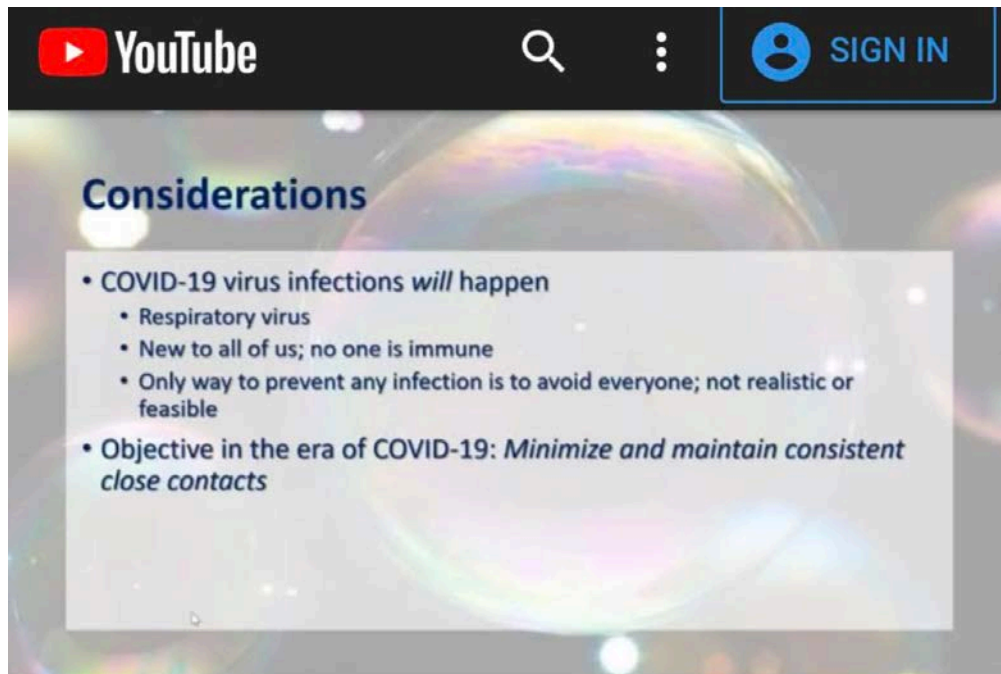 YouTube
SIGN IN
Considerations
• COVID-19 virus infections will happen
• Respiratory virus
• New to all of us; no one is immune
• Only way to prevent any infection is to avoid everyone; not realistic or
feasible
• Objective in the era of COVID-19: Minimize and maintain consistent
close contacts